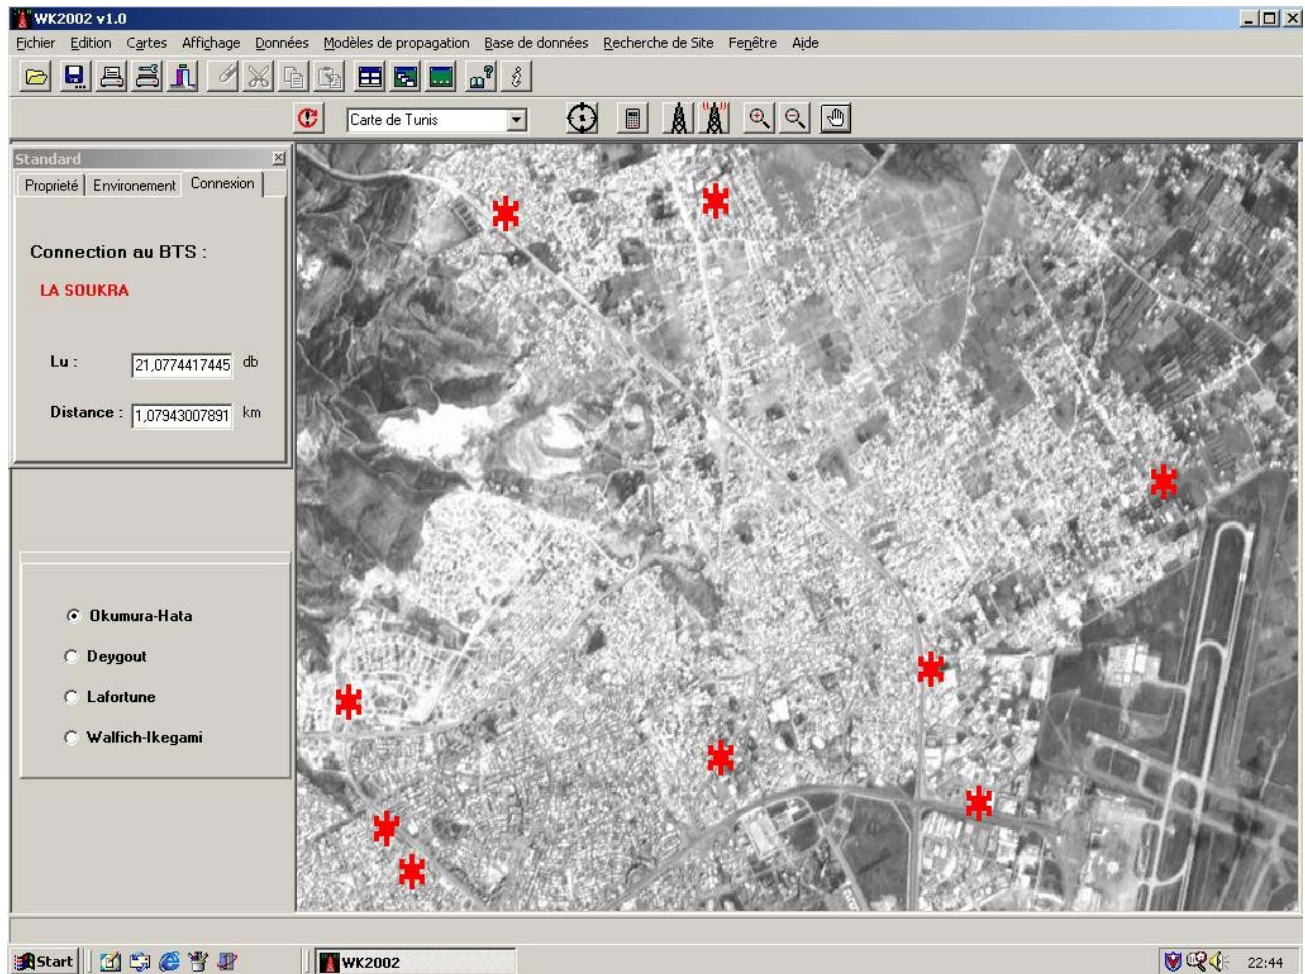 WK2002 v1.0
Fichier Edition Cartes Affichage Données Modèles de propagation Base de données Recherche de Site Fenêtre Aide
Carte de Tunis
Standard
Proprieté Environement Connexion
Connection au BTS :
LA SOUKRA
Lu : 21,0774417445 db
Distance : 1,07943007891 km
Okumura-Hata
Deygout
Lafortune
Walfich-Ikegami
Start WK2002 22:44